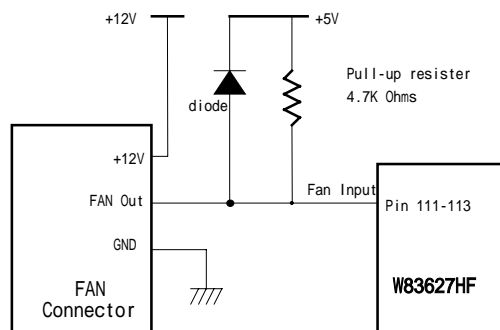 +12V
+5V
Pull-up resister
4.7K Ohms
diode
+12V
FAN Out
Fan Input
Pin 111-113
GND
W83627HF
FAN
Connector